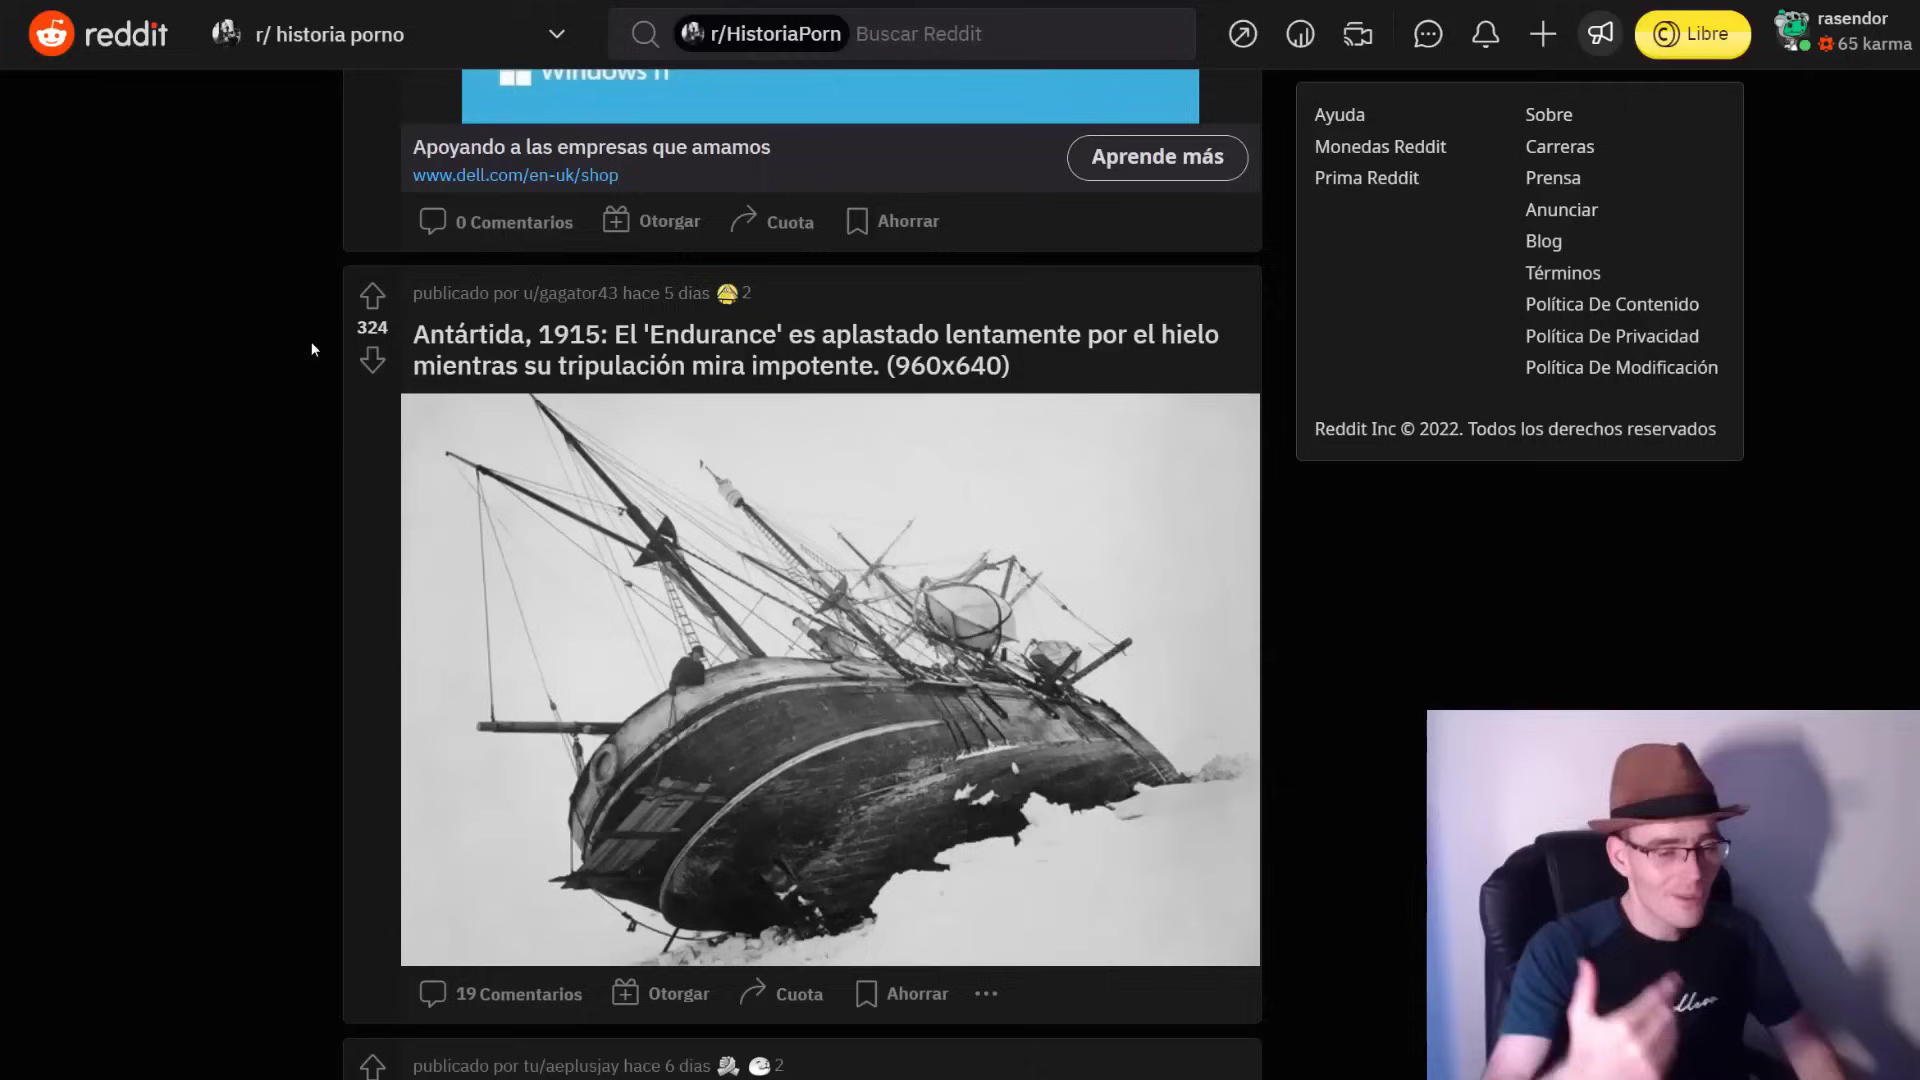 reddit
r/ historia porno
r/HistoriaPorn
Buscar Reddit
Libre
rasendor
65 karma
Windows 11
Apoyando a las empresas que amamos
www.dell.com/en-uk/shop
Aprende más
0 Comentarios
Otorgar
Cuota
Ahorrar
Ayuda
Sobre
Monedas Reddit
Carreras
Prima Reddit
Prensa
Anunciar
Blog
Términos
Política De Contenido
Política De Privacidad
Política De Modificación
Reddit Inc © 2022. Todos los derechos reservados
publicado por u/gagator43 hace 5 dias 2
324
Antártida, 1915: El 'Endurance' es aplastado lentamente por el hielo
mientras su tripulación mira impotente. (960x640)
19 Comentarios
Otorgar
Cuota
Ahorrar
publicado por tu/aeplusjay hace 6 dias 2